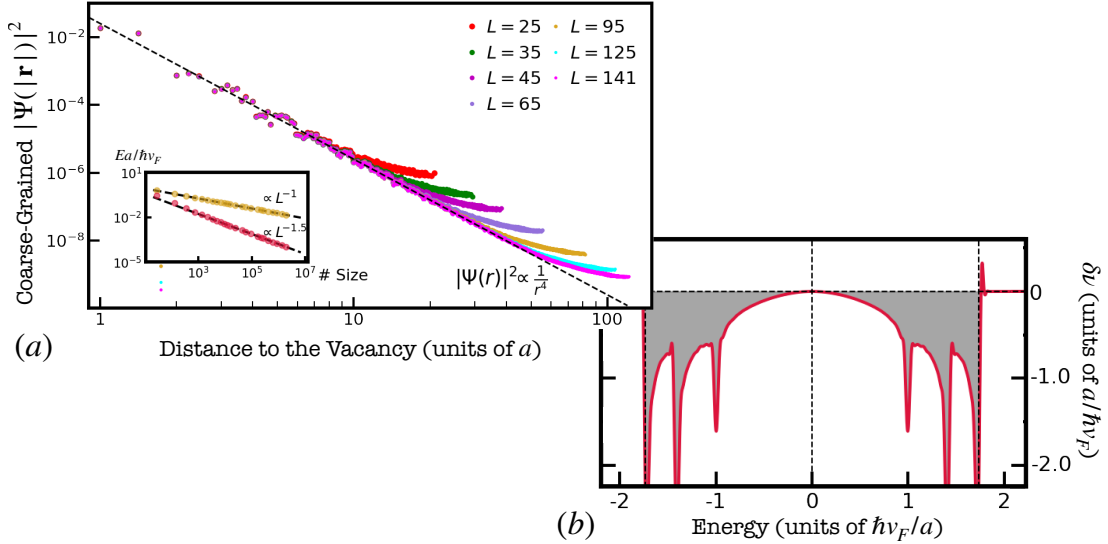 Coarse-Grained |Ψ(|r|)|²
10⁻²
10⁻⁴
10⁻⁶
10⁻⁸
L = 25
L = 35
L = 45
L = 65
L = 95
L = 125
L = 141
Ea/ħv_F
10¹
10⁻²
10⁻⁵
∝ L⁻¹
∝ L⁻¹·⁵
10³
10⁵
10⁷
# Size
|Ψ(r)|² ∝ 1/r⁴
1
10
100
(a)
Distance to the Vacancy (units of a)
0
-1.0
-2.0
δν (units of a/ħv_F)
-2
-1
0
1
2
(b)
Energy (units of ħv_F/a)